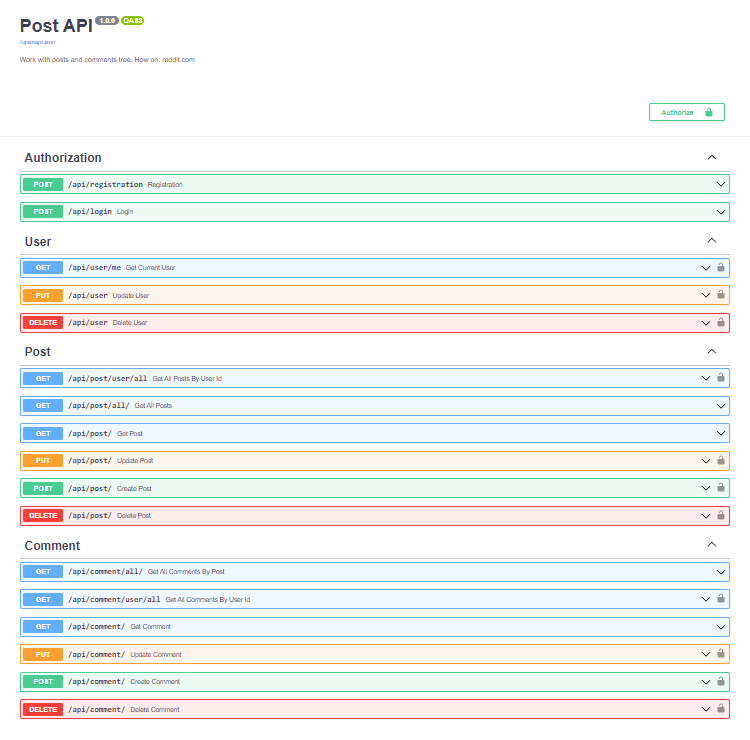 Post API 1.0.0 OAS3
/openapi.json
Work with posts and comments tree. How on: reddit.com
Authorize
Authorization
POST /api/registration Registration
POST /api/login Login
User
GET /api/user/me Get Current User
PUT /api/user Update User
DELETE /api/user Delete User
Post
GET /api/post/user/all Get All Posts By User Id
GET /api/post/all/ Get All Posts
GET /api/post/ Get Post
PUT /api/post/ Update Post
POST /api/post/ Create Post
DELETE /api/post/ Delete Post
Comment
GET /api/comment/all/ Get All Comments By Post
GET /api/comment/user/all Get All Comments By User Id
GET /api/comment/ Get Comment
PUT /api/comment/ Update Comment
POST /api/comment/ Create Comment
DELETE /api/comment/ Delete Comment